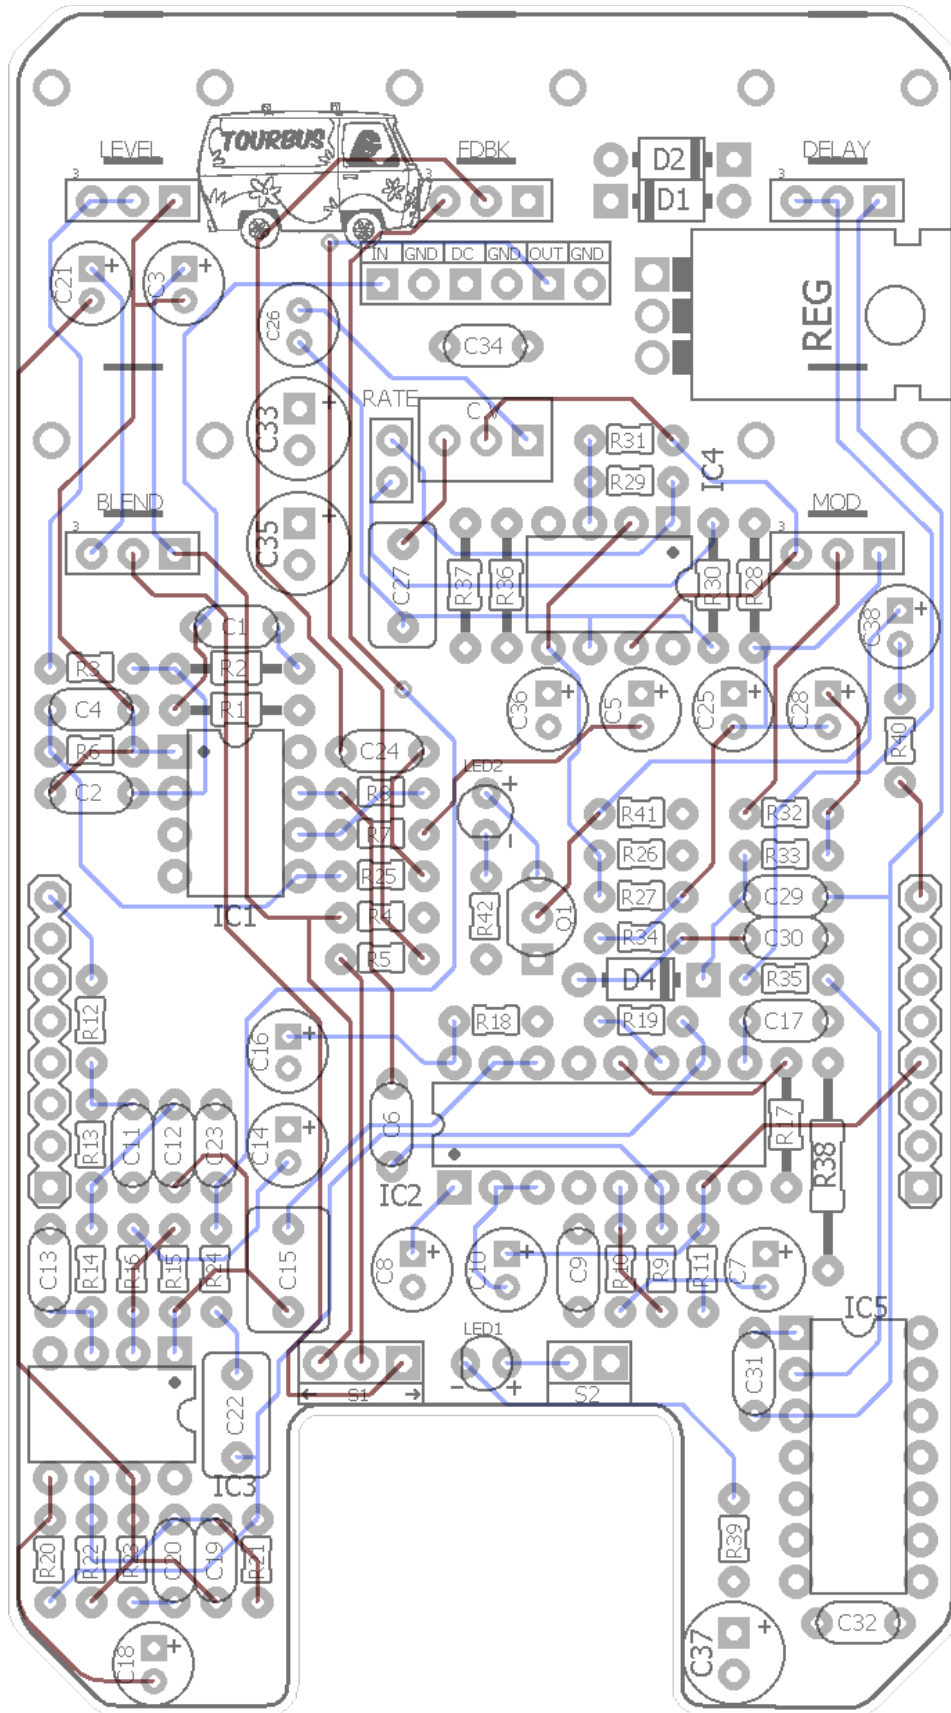 TOURBUS
LEVEL
FDBK
D2
DELAY
3
3
3
D1
IN GND DC GND OUT GND
C21
+
C3
+
C26
C34
REG
RATE
C33
+
R31
R29
IC4
BLEND
MOD
3
3
C35
+
C27
R37
R36
R30
R28
C38
+
C1
R3
R2
C4
R1
C36
+
C5
+
C25
+
C28
+
R40
R6
C24
LED2
C2
R8
+
R41
R32
R7
-
R26
R33
R25
R27
C29
IC1
R4
R42
Q1
R34
C30
R5
D4
R35
R12
C16
+
R18
R19
C17
R13
C11
C12
C23
C14
+
C6
R17
R38
IC2
C13
R14
R16
R15
R24
C15
C8
+
C10
+
C9
R10
R9
R11
C7
+
IC5
LED1
- +
S1
S2
C31
C22
IC3
R20
R22
R23
C20
C19
R21
R39
C18
+
C37
+
C32